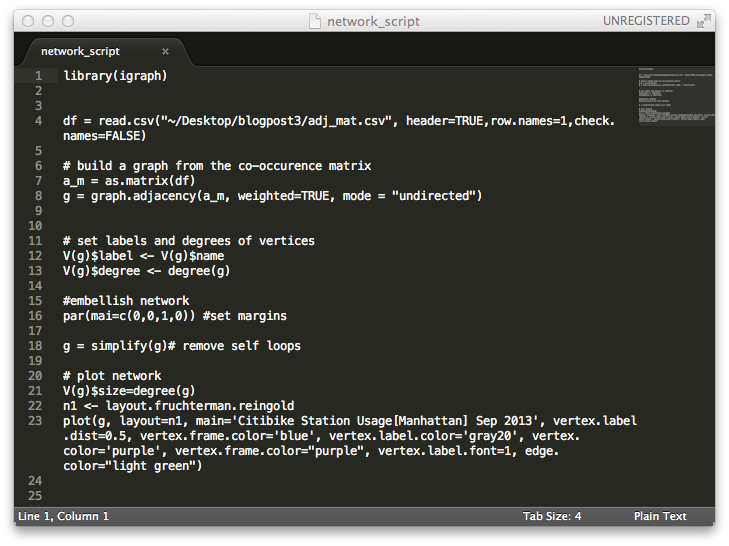 network_script
UNREGISTERED
network_script ×
1 library(igraph)
2
3
4 df = read.csv("~/Desktop/blogpost3/adj_mat.csv", header=TRUE,row.names=1,check.
names=FALSE)
5
6 # build a graph from the co-occurence matrix
7 a_m = as.matrix(df)
8 g = graph.adjacency(a_m, weighted=TRUE, mode = "undirected")
9
10
11 # set labels and degrees of vertices
12 V(g)$label <- V(g)$name
13 V(g)$degree <- degree(g)
14
15 #embellish network
16 par(mai=c(0,0,1,0)) #set margins
17
18 g = simplify(g)# remove self loops
19
20 # plot network
21 V(g)$size=degree(g)
22 n1 <- layout.fruchterman.reingold
23 plot(g, layout=n1, main='Citibike Station Usage[Manhattan] Sep 2013', vertex.label
.dist=0.5, vertex.frame.color='blue', vertex.label.color='gray20', vertex.
color='purple', vertex.frame.color="purple", vertex.label.font=1, edge.
color="light green")
24
25
Line 1, Column 1
Tab Size: 4
Plain Text